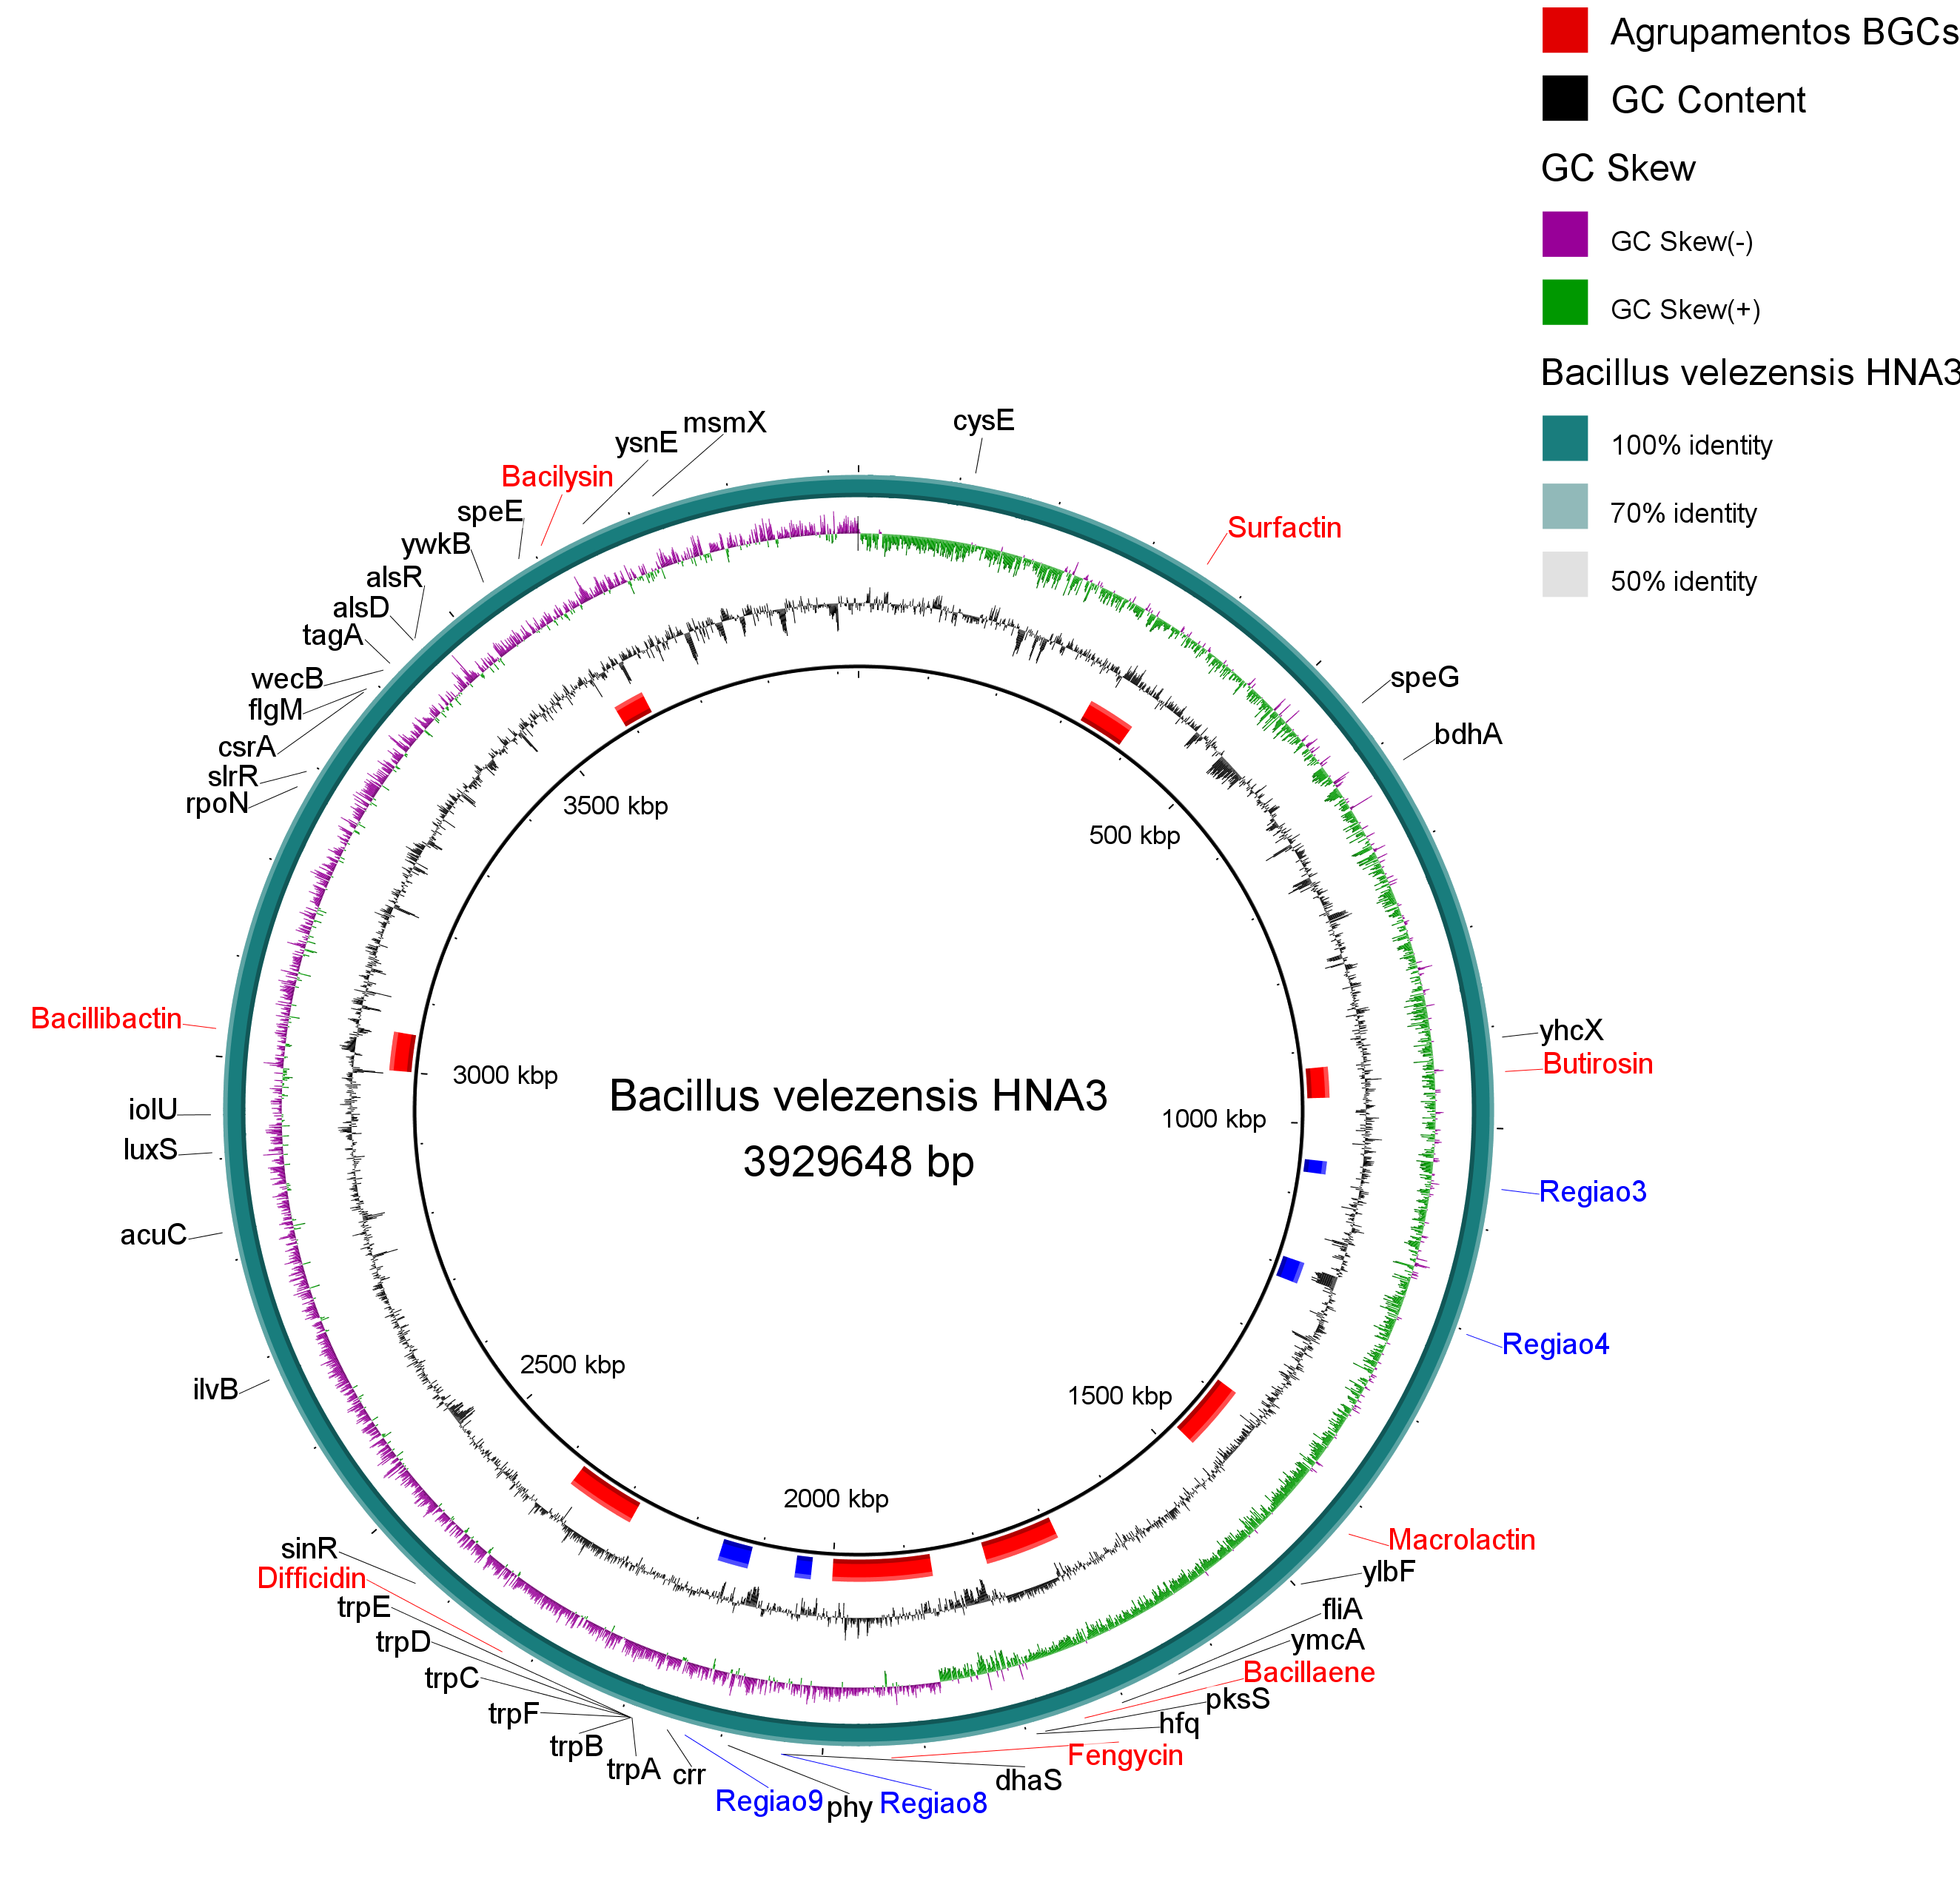 Agrupamentos BGCs
GC Content
GC Skew
GC Skew(-)
GC Skew(+)
Bacillus velezensis HNA3
100% identity
70% identity
50% identity
cysE
Surfactin
speG
bdhA
yhcX
Butirosin
Regiao3
Regiao4
Macrolactin
ylbF
fliA
ymcA
Bacillaene
pksS
hfq
Fengycin
dhaS
Regiao8
phy
Regiao9
crr
trpA
trpB
trpF
trpC
trpD
trpE
Difficidin
sinR
ilvB
acuC
luxS
iolU
Bacillibactin
rpoN
slrR
csrA
flgM
wecB
tagA
alsD
alsR
ywkB
speE
Bacilysin
ysnE
msmX
500 kbp
1000 kbp
1500 kbp
2000 kbp
2500 kbp
3000 kbp
3500 kbp
Bacillus velezensis HNA3
3929648 bp